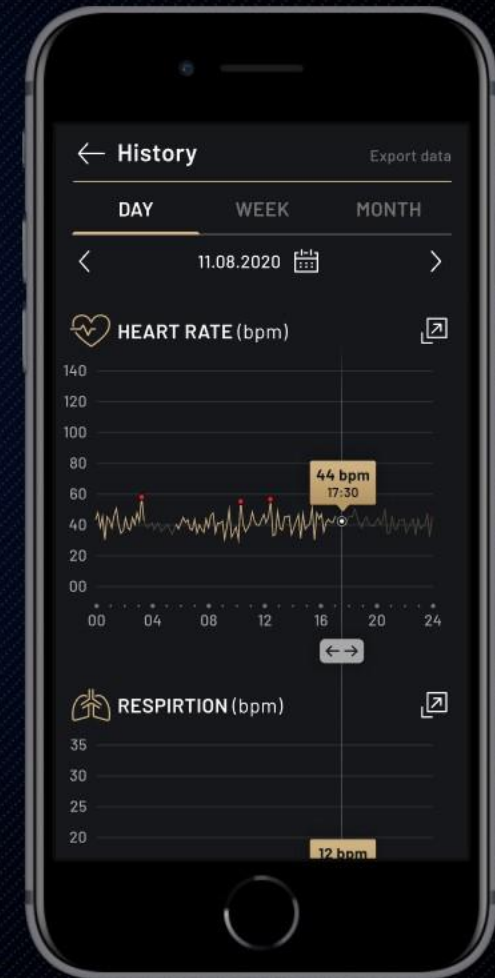 History
Export data
DAY WEEK MONTH
11.08.2020
HEART RATE (bpm)
140
120
100
80
60
40
20
00
44 bpm
17:30
00 04 08 12 16 20 24
RESPIRTION (bpm)
35
30
25
20
12 bpm